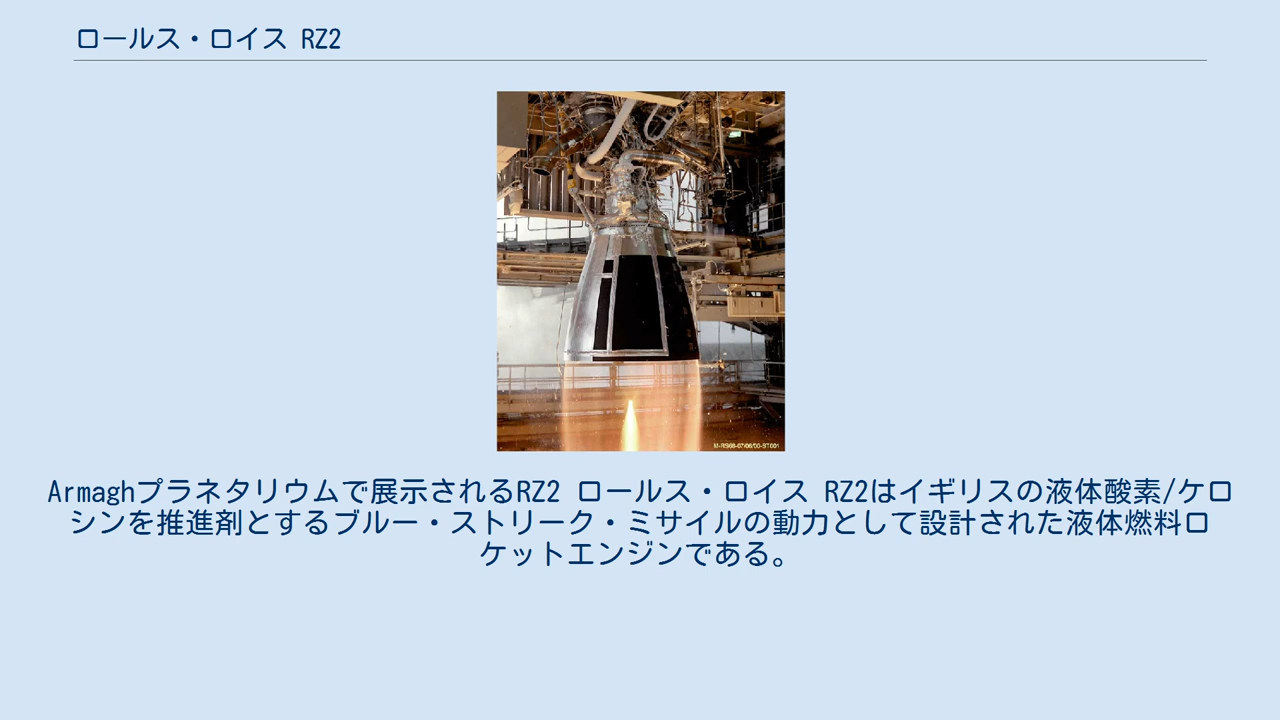 ロールス・ロイス RZ2
M-RS68-07/06/00-ST001
Armaghプラネタリウムで展示されるRZ2 ロールス・ロイス RZ2はイギリスの液体酸素/ケロ
シンを推進剤とするブルー・ストリーク・ミサイルの動力として設計された液体燃料ロ
ケットエンジンである。